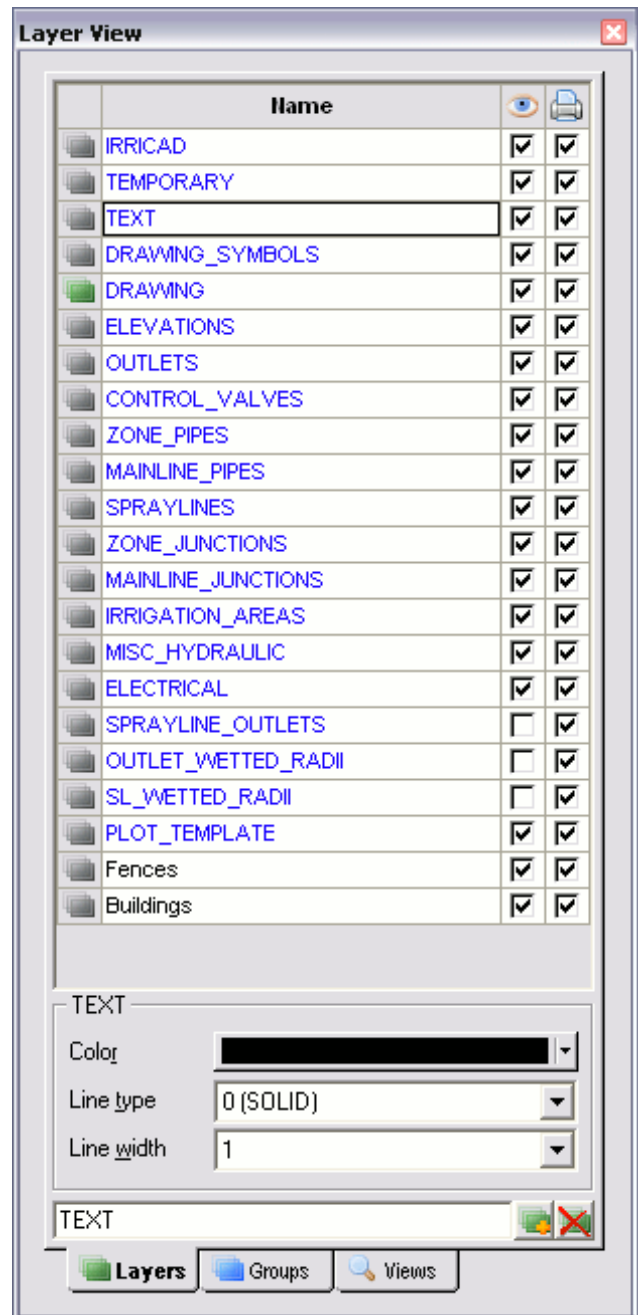 Layer View
Name
IRRICAD
TEMPORARY
TEXT
DRAWING_SYMBOLS
DRAWING
ELEVATIONS
OUTLETS
CONTROL_VALVES
ZONE_PIPES
MAINLINE_PIPES
SPRAYLINES
ZONE_JUNCTIONS
MAINLINE_JUNCTIONS
IRRIGATION_AREAS
MISC_HYDRAULIC
ELECTRICAL
SPRAYLINE_OUTLETS
OUTLET_WETTED_RADII
SL_WETTED_RADII
PLOT_TEMPLATE
Fences
Buildings
TEXT
Color
Line type 0 (SOLID)
Line width 1
TEXT
Layers Groups Views